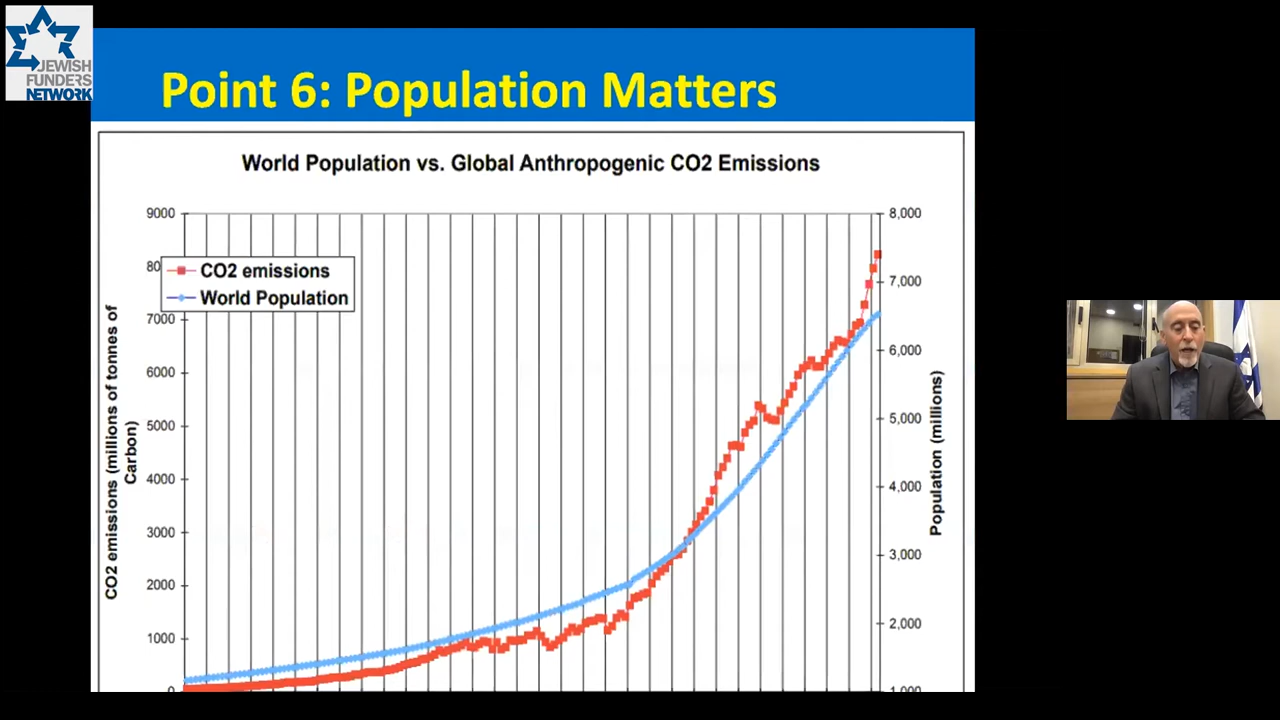 JEWISH
FUNDERS
NETWORK
Point 6: Population Matters
World Population vs. Global Anthropogenic CO2 Emissions
9000
80
7000
6000
5000
4000
3000
2000
1000
0
CO2 emissions (millions of tonnes of
Carbon)
CO2 emissions
World Population
8,000
7,000
6,000
5,000
4,000
3,000
2,000
1,000
Population (millions)